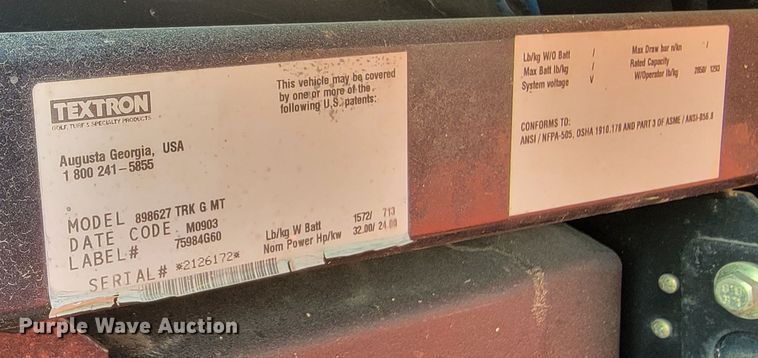 TEXTRON
GOLF, TURF & SPECIALTY PRODUCTS
Augusta Georgia, USA
1 800 241-5855
This vehicle may be covered
by one or more of the
following U.S. patents:
MODEL 898627 TRK G MT
DATE CODE M0903
LABEL# 75984G60
SERIAL# *2126172*
Lb/kg W Batt 1572/ 713
Nom Power Hp/kw 32.00/ 24.00
Lb/kg W/O Batt /
Max Batt lb/kg /
System voltage V
Max Draw bar n/kn /
Rated Capacity
W/Operator lb/kg 2850/ 1293
CONFORMS TO:
ANSI / NFPA-505, OSHA 1910.178 AND PART 3 OF ASME / ANSI-B56.8
Purple Wave Auction